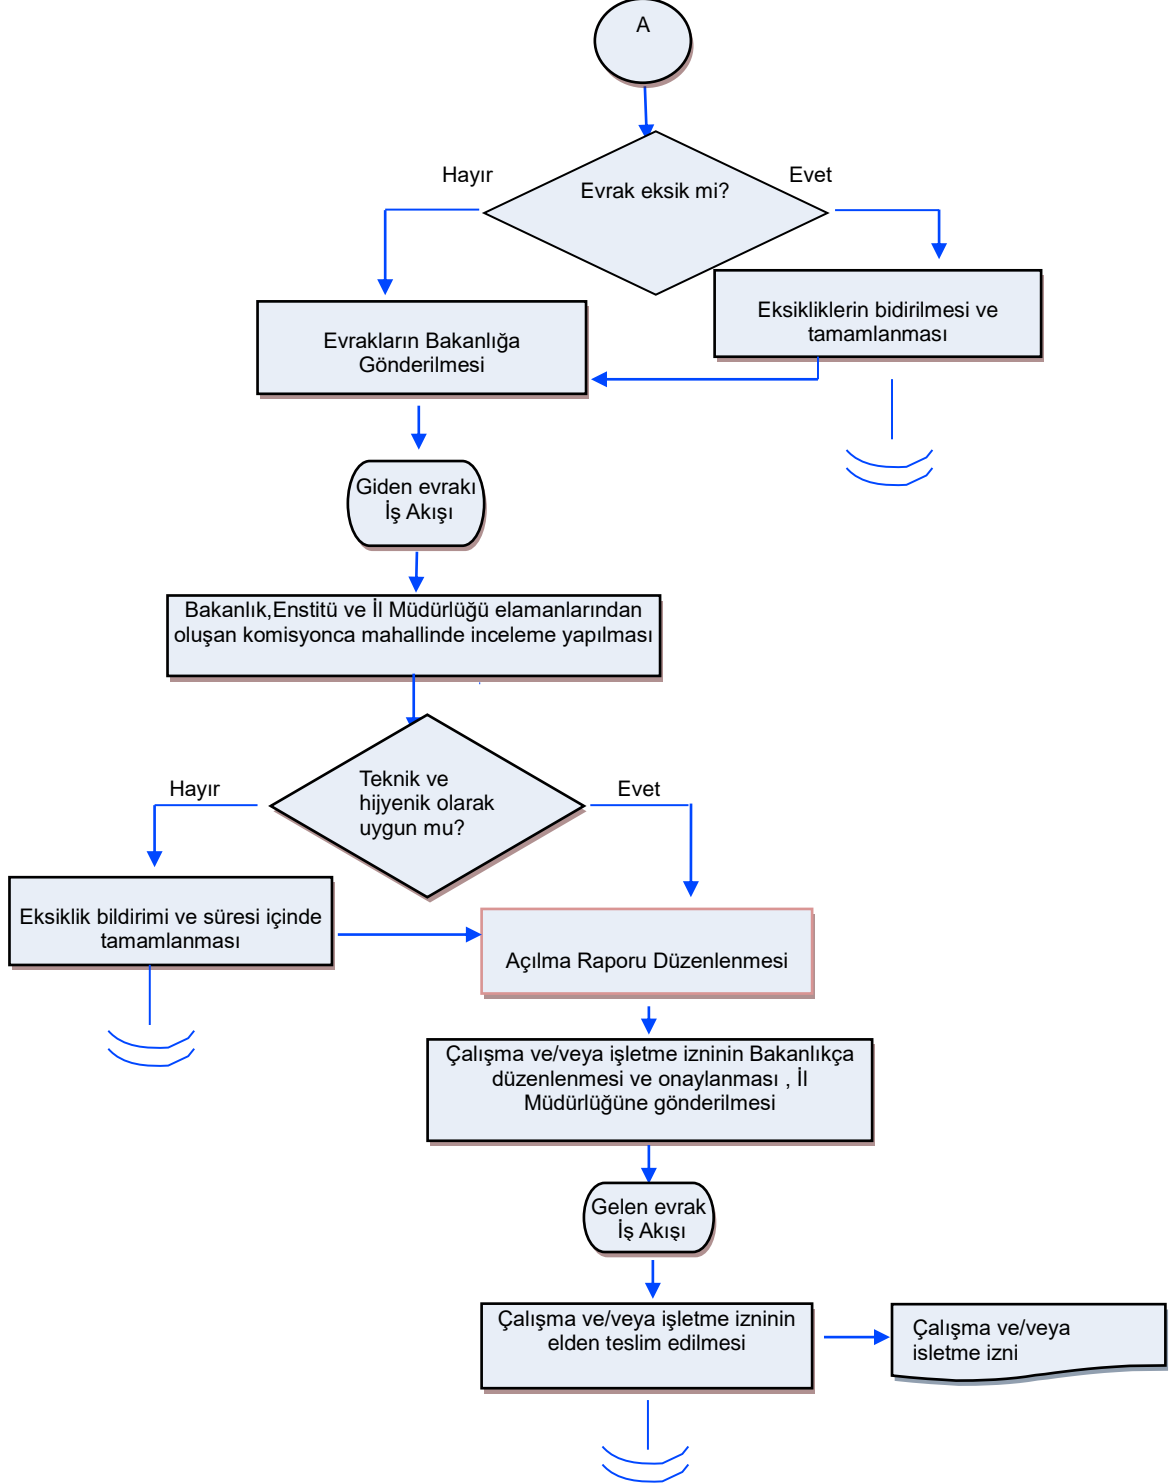 A
Hayır
Evrak eksik mi?
Evet
Eksikliklerin bidirilmesi ve
tamamlanması
Evrakların Bakanlığa
Gönderilmesi
Giden evrakı
İş Akışı
Bakanlık,Enstitü ve İl Müdürlüğü elamanlarından
oluşan komisyonca mahallinde inceleme yapılması
Teknik ve
hijyenik olarak
uygun mu?
Hayır
Evet
Eksiklik bildirimi ve süresi içinde
tamamlanması
Açılma Raporu Düzenlenmesi
Çalışma ve/veya işletme izninin Bakanlıkça
düzenlenmesi ve onaylanması , İl
Müdürlüğüne gönderilmesi
Gelen evrak
İş Akışı
Çalışma ve/veya işletme izninin
elden teslim edilmesi
Çalışma ve/veya
isletme izni